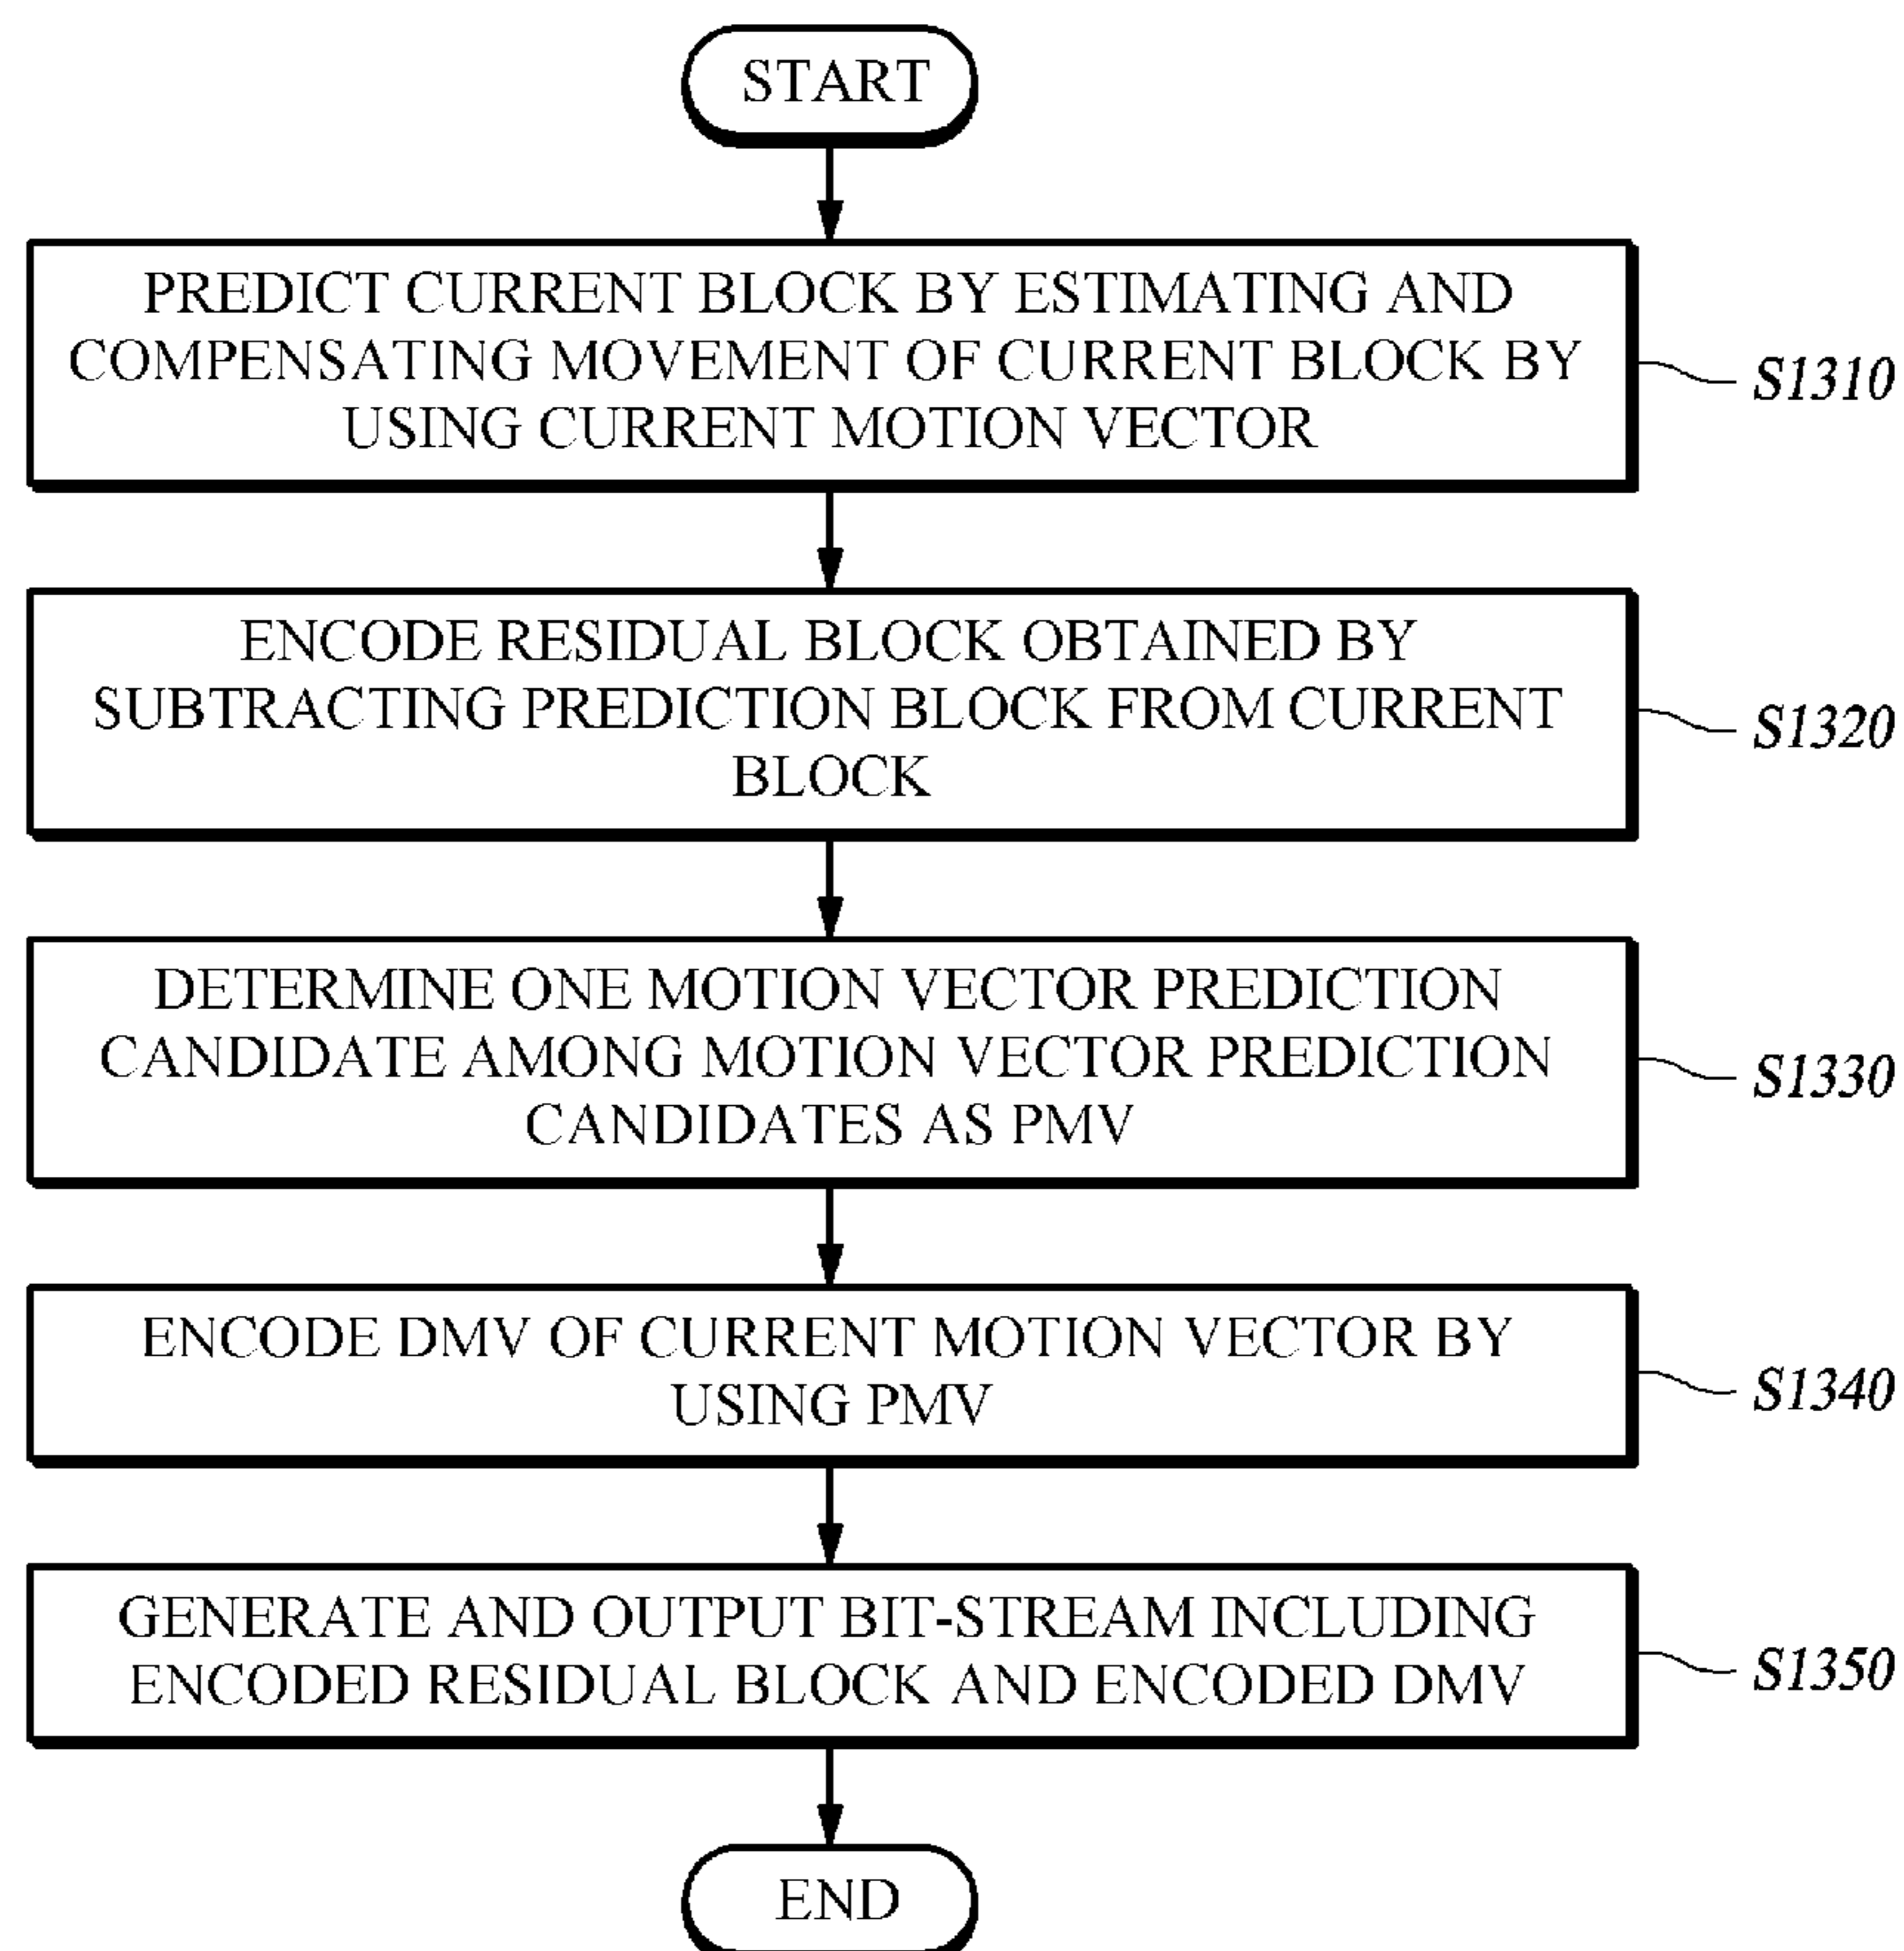 START
PREDICT CURRENT BLOCK BY ESTIMATING AND
COMPENSATING MOVEMENT OF CURRENT BLOCK BY
USING CURRENT MOTION VECTOR
S1310
ENCODE RESIDUAL BLOCK OBTAINED BY
SUBTRACTING PREDICTION BLOCK FROM CURRENT
BLOCK
S1320
DETERMINE ONE MOTION VECTOR PREDICTION
CANDIDATE AMONG MOTION VECTOR PREDICTION
CANDIDATES AS PMV
S1330
ENCODE DMV OF CURRENT MOTION VECTOR BY
USING PMV
S1340
GENERATE AND OUTPUT BIT-STREAM INCLUDING
ENCODED RESIDUAL BLOCK AND ENCODED DMV
S1350
END